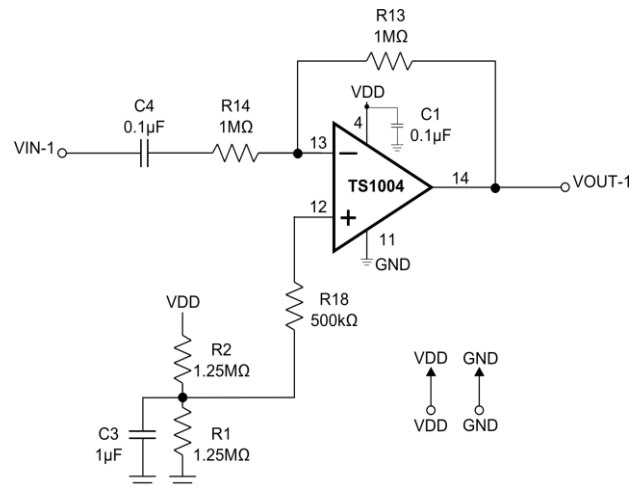 R13
1MΩ
VDD
C4
0.1µF
R14
1MΩ
4
C1
0.1µF
VIN-1
13
−
TS1004
14
VOUT-1
12
+
11
GND
VDD
R18
500kΩ
R2
1.25MΩ
VDD GND
C3
1µF
R1
1.25MΩ
VDD GND